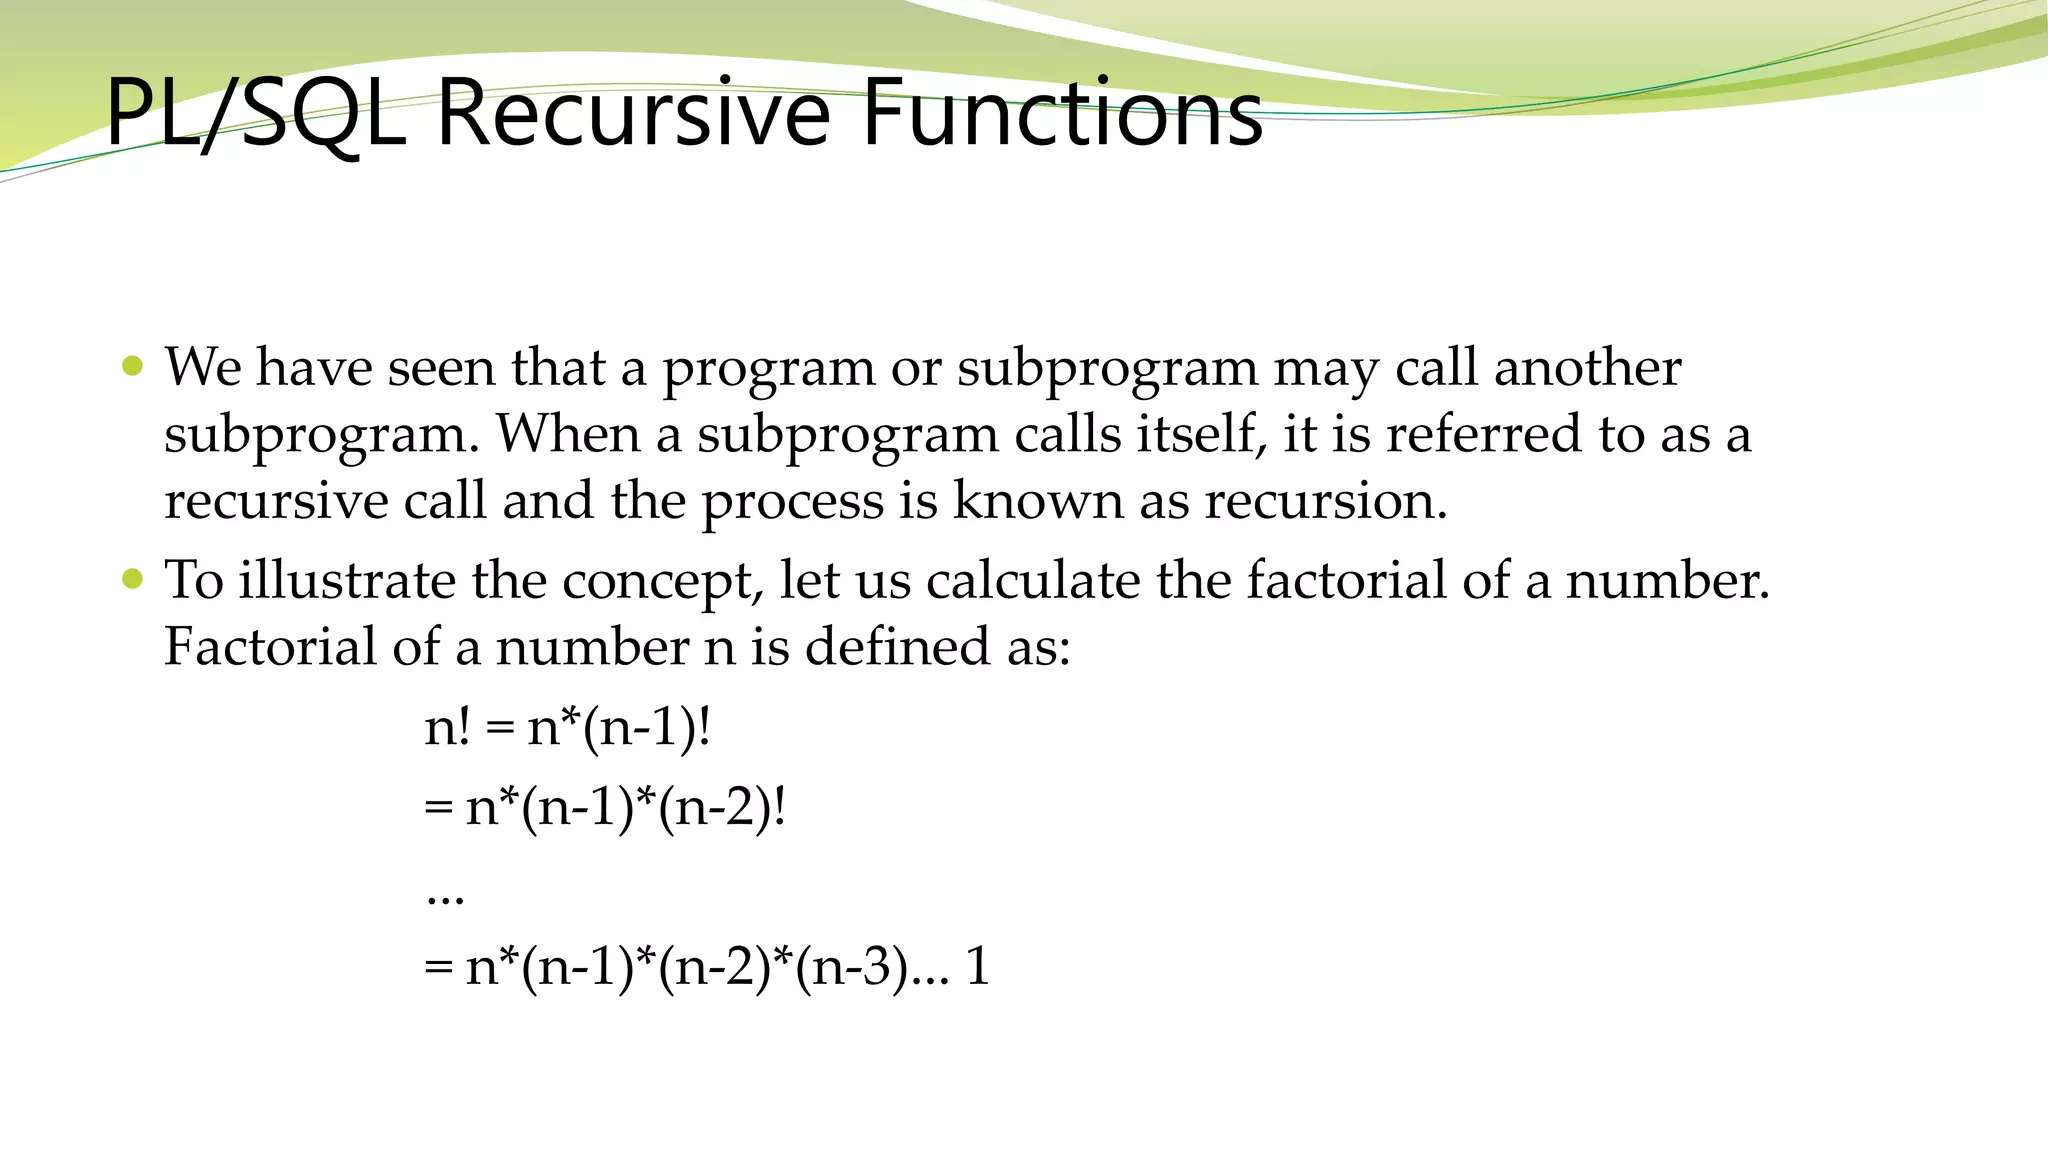 PL/SQL Recursive Functions
• We have seen that a program or subprogram may call another
subprogram. When a subprogram calls itself, it is referred to as a
recursive call and the process is known as recursion.
• To illustrate the concept, let us calculate the factorial of a number.
Factorial of a number n is defined as:
n! = n*(n-1)!
= n*(n-1)*(n-2)!
...
= n*(n-1)*(n-2)*(n-3)... 1